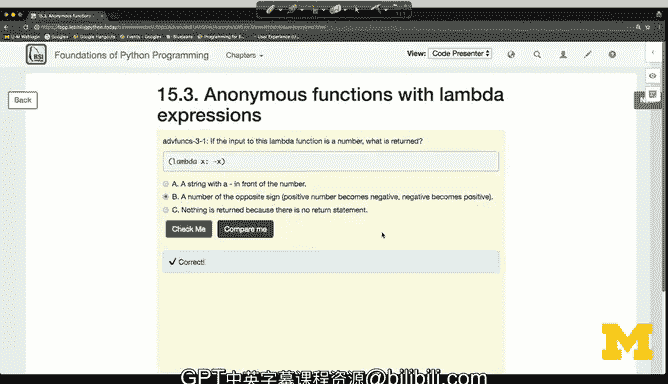 15.3. Anonymous functions
Foundations of Python Programming
Chapters
View: Code Presenter
Back
15.3. Anonymous functions with lambda
expressions
advfuncs-3-1: If the input to this lambda function is a number, what is returned?
(lambda x: -x)
A. A string with a - in front of the number.
B. A number of the opposite sign (positive number becomes negative, negative becomes positive).
C. Nothing is returned because there is no return statement.
Check Me
Compare me
✔ Correct!
M
GPT中英字幕课程资源@bilibili.com